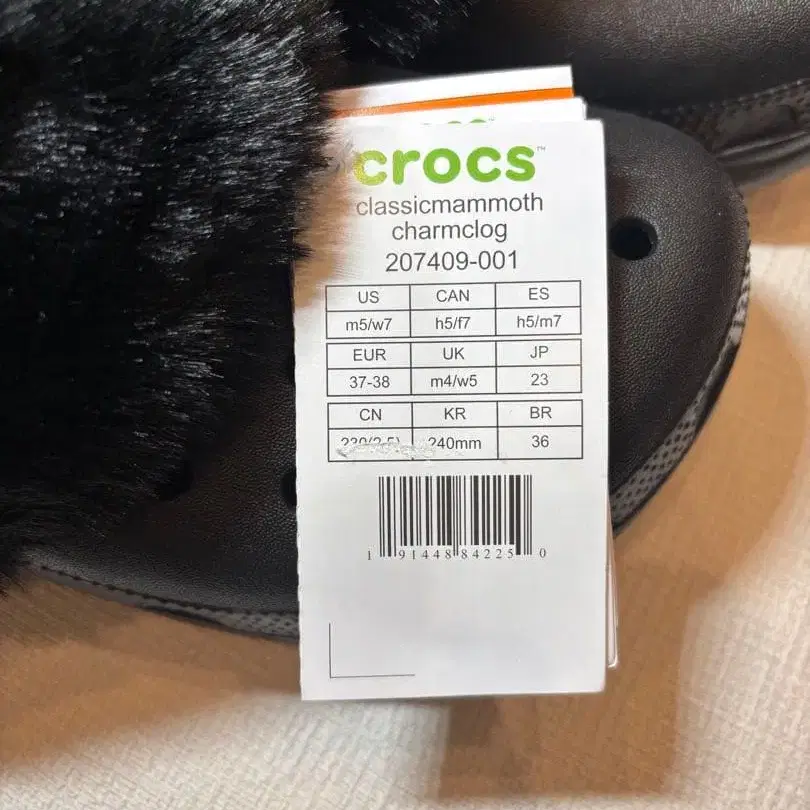 crocs™
classicmammoth
charmclog
207409-001
US CAN ES
m5/w7 h5/f7 h5/m7
EUR UK JP
37-38 m4/w5 23
CN KR BR
240mm 36
1 91448 84225 0